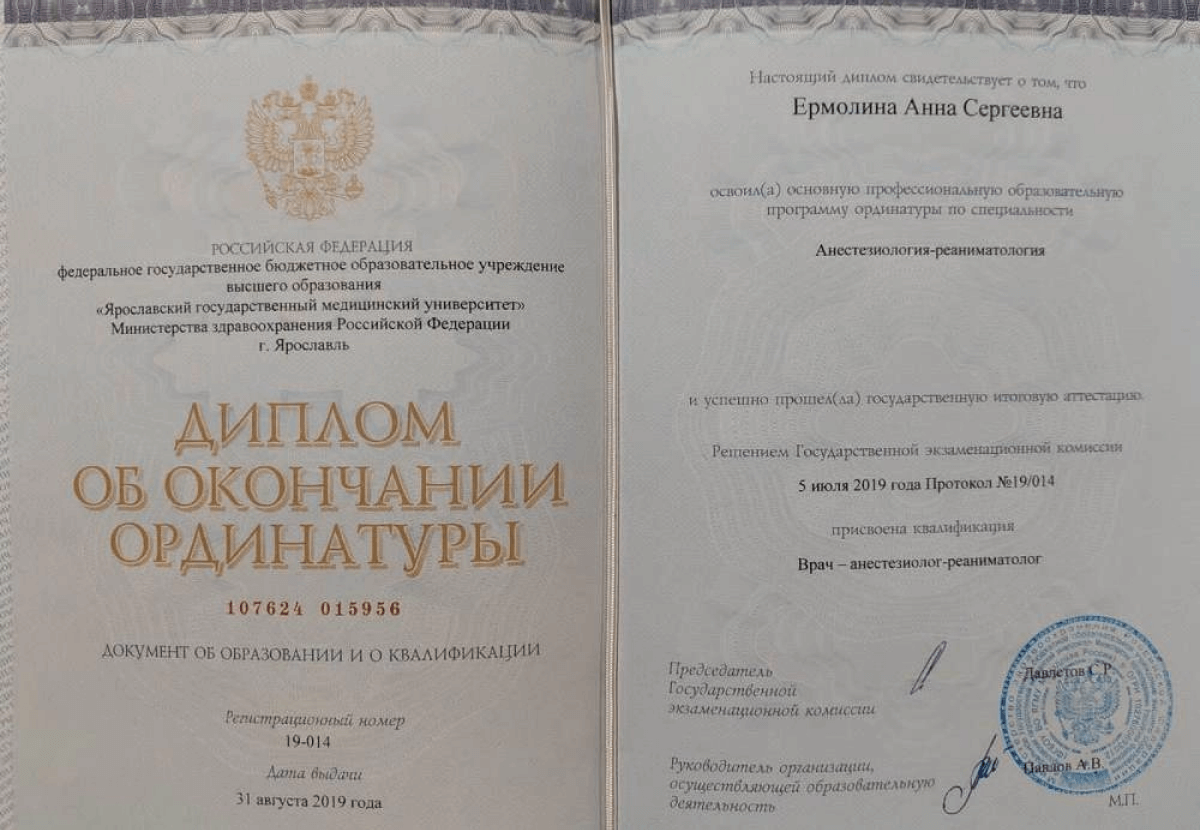 РОССИЙСКАЯ ФЕДЕРАЦИЯ
федеральное государственное бюджетное образовательное учреждение
высшего образования
«Ярославский государственный медицинский университет»
Министерства здравоохранения Российской Федерации
г. Ярославль
ДИПЛОМ
ОБ ОКОНЧАНИИ
ОРДИНАТУРЫ
107624 015956
ДОКУМЕНТ ОБ ОБРАЗОВАНИИ И О КВАЛИФИКАЦИИ
Регистрационный номер
19-014
Дата выдачи
31 августа 2019 года
Настоящий диплом свидетельствует о том, что
Ермолина Анна Сергеевна
освоил(а) основную профессиональную образовательную
программу ординатуры по специальности
Анестезиология-реаниматология
и успешно прошел(ла) государственную итоговую аттестацию
Решением Государственной экзаменационной комиссии
5 июля 2019 года Протокол №19/014
присвоена квалификация
Врач – анестезиолог-реаниматолог
Председатель
Государственной
экзаменационной комиссии
Давлетов С.Р.
Руководитель организации,
осуществляющей образовательную
деятельность
Павлов А.В.
М.П.